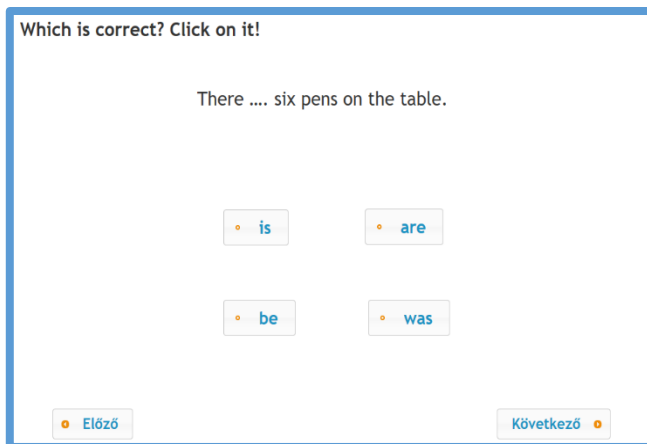 Which is correct? Click on it!
There .... six pens on the table.
is are
be was
Előző Következő